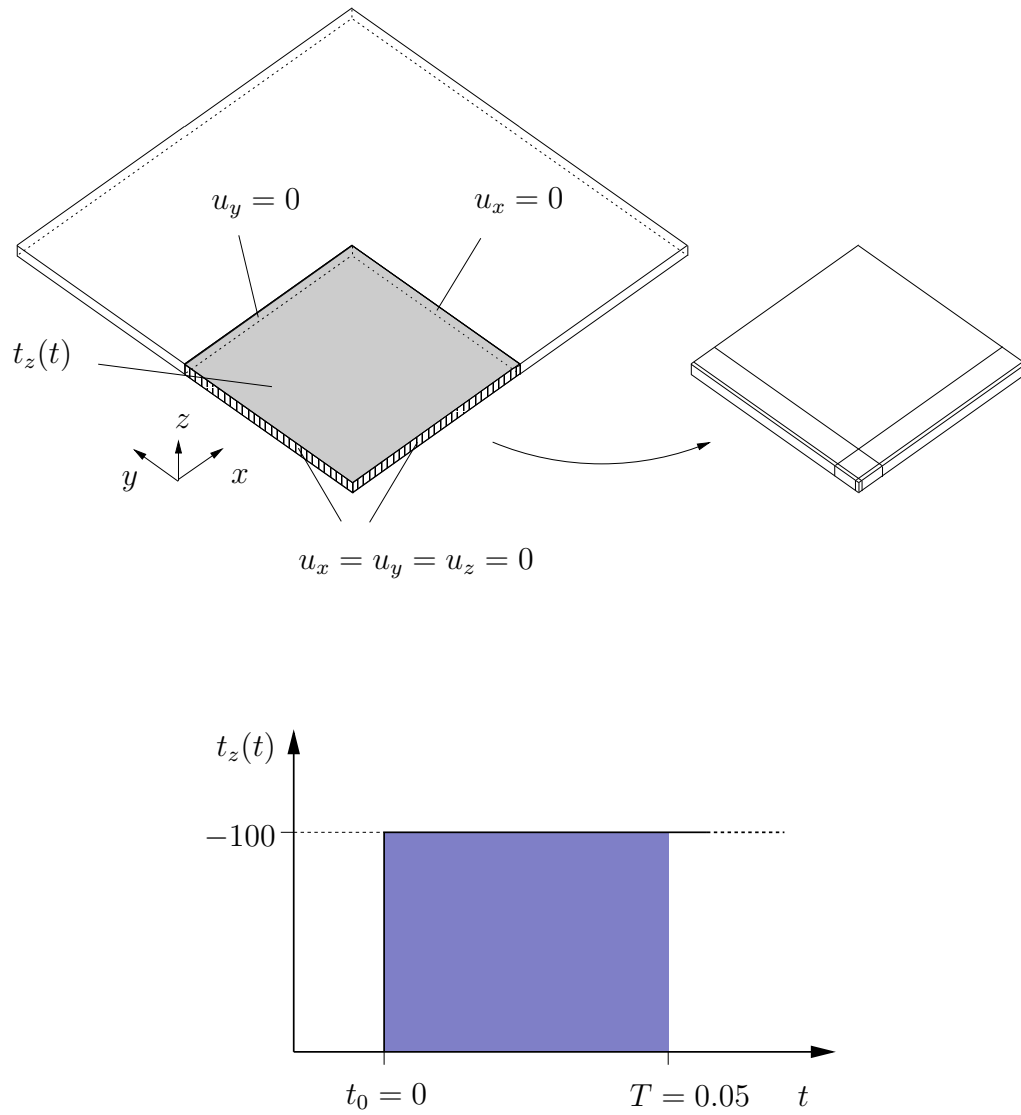 u_y = 0
u_x = 0
t_z(t)
z
y
x
u_x = u_y = u_z = 0
t_z(t)
−100
t_0 = 0
T = 0.05
t